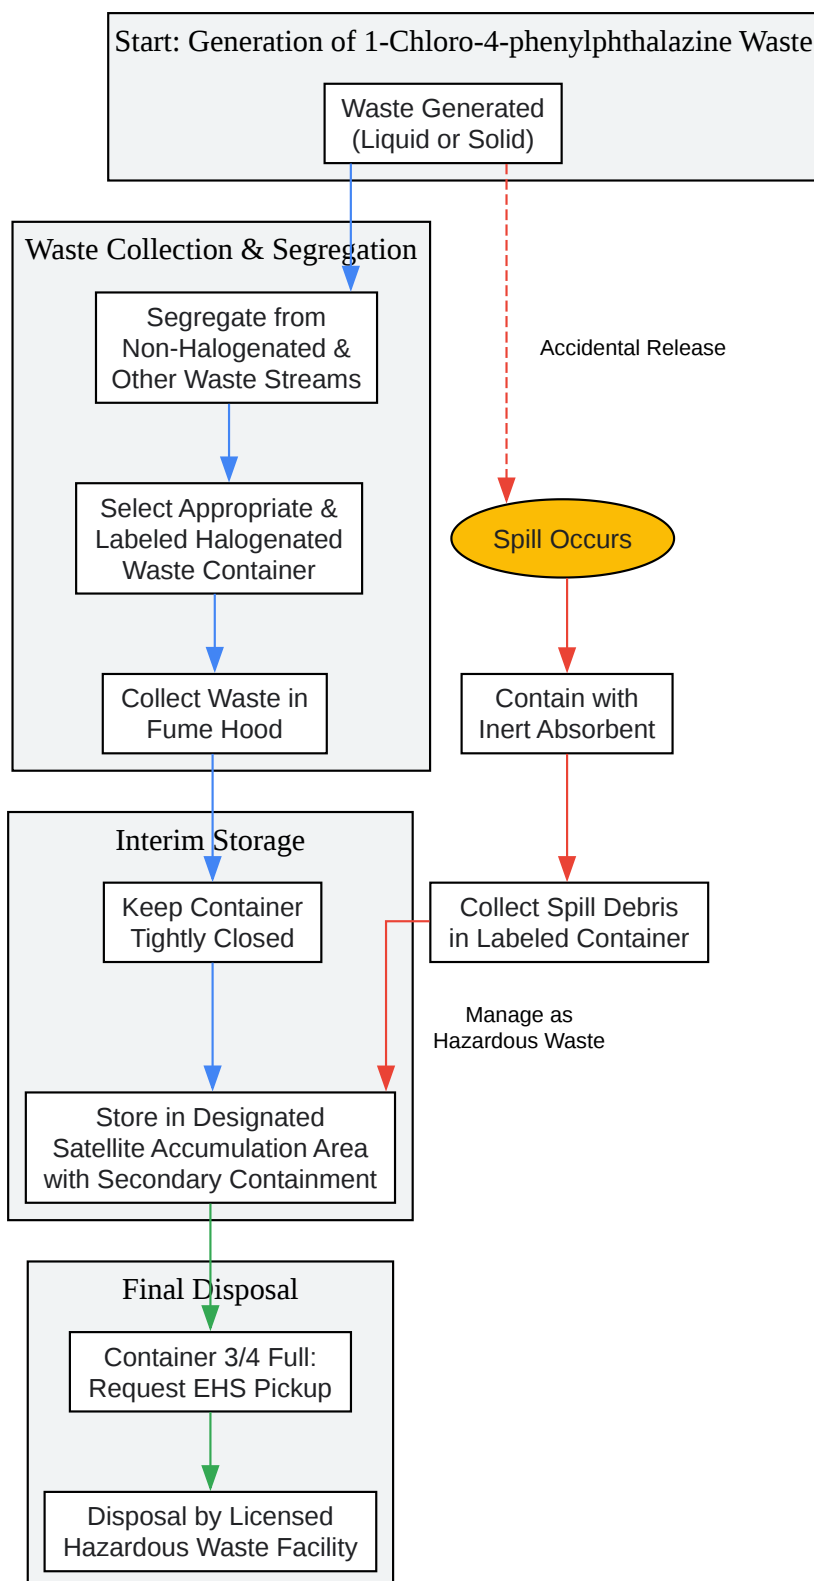 Start: Generation of 1-Chloro-4-phenylphthalazine Waste
Waste Generated
(Liquid or Solid)
Waste Collection & Segregation
Segregate from
Non-Halogenated &
Other Waste Streams
Accidental Release
Select Appropriate &
Labeled Halogenated
Waste Container
Spill Occurs
Collect Waste in
Fume Hood
Contain with
Inert Absorbent
Interim Storage
Keep Container
Tightly Closed
Collect Spill Debris
in Labeled Container
Manage as
Hazardous Waste
Store in Designated
Satellite Accumulation Area
with Secondary Containment
Final Disposal
Container 3/4 Full:
Request EHS Pickup
Disposal by Licensed
Hazardous Waste Facility